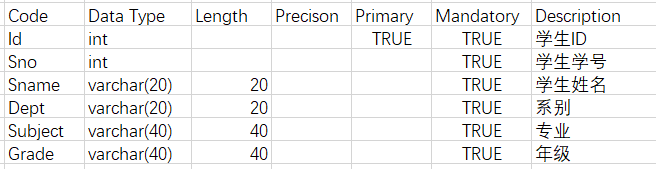 Code Data Type Length Precison Primary Mandatory Description
Id int TRUE TRUE 学生ID
Sno int TRUE 学生学号
Sname varchar(20) 20 TRUE 学生姓名
Dept varchar(20) 20 TRUE 系别
Subject varchar(40) 40 TRUE 专业
Grade varchar(40) 40 TRUE 年级